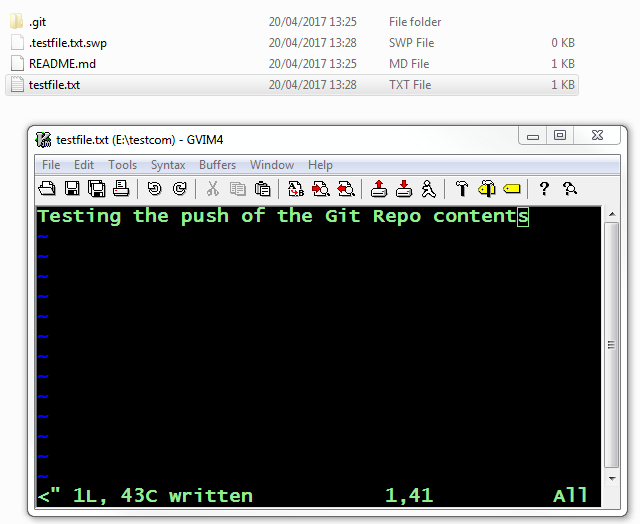 .git 20/04/2017 13:25 File folder
.testfile.txt.swp 20/04/2017 13:28 SWP File 0 KB
README.md 20/04/2017 13:25 MD File 1 KB
testfile.txt 20/04/2017 13:28 TXT File 1 KB
testfile.txt (E:\testcom) - GVIM4
File Edit Tools Syntax Buffers Window Help
Testing the push of the Git Repo contents
~
~
~
~
~
~
~
~
~
~
~
~
~
<" 1L, 43C written 1,41 All